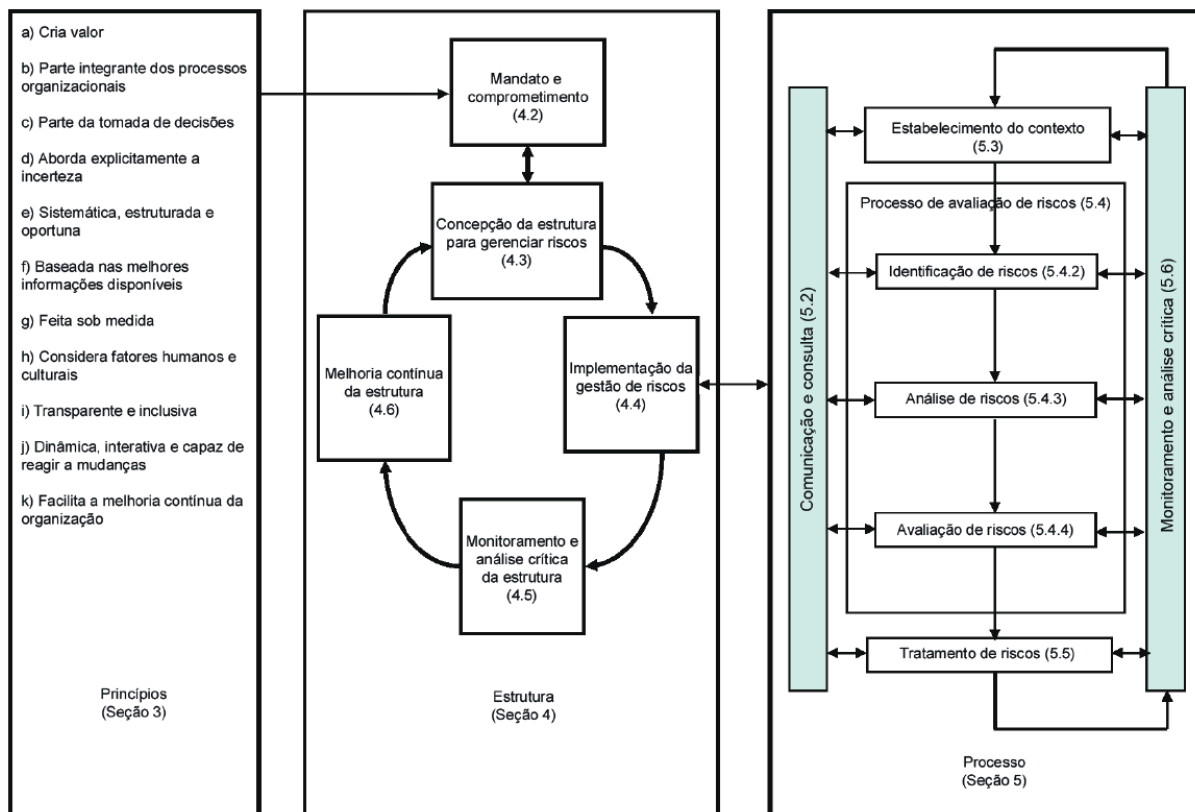 a) Cria valor
b) Parte integrante dos processos
organizacionais
c) Parte da tomada de decisões
d) Aborda explicitamente a
incerteza
e) Sistemática, estruturada e
oportuna
f) Baseada nas melhores
informações disponíveis
g) Feita sob medida
h) Considera fatores humanos e
culturais
i) Transparente e inclusiva
j) Dinâmica, interativa e capaz de
reagir a mudanças
k) Facilita a melhoria contínua da
organização
Princípios
(Seção 3)
Mandato e
comprometimento
(4.2)
Concepção da estrutura
para gerenciar riscos
(4.3)
Melhoria contínua
da estrutura
(4.6)
Implementação da
gestão de riscos
(4.4)
Monitoramento e
análise crítica
da estrutura
(4.5)
Estrutura
(Seção 4)
Comunicação e consulta (5.2)
Estabelecimento do contexto
(5.3)
Processo de avaliação de riscos (5.4)
Identificação de riscos (5.4.2)
Análise de riscos (5.4.3)
Avaliação de riscos (5.4.4)
Tratamento de riscos (5.5)
Monitoramento e análise crítica (5.6)
Processo
(Seção 5)